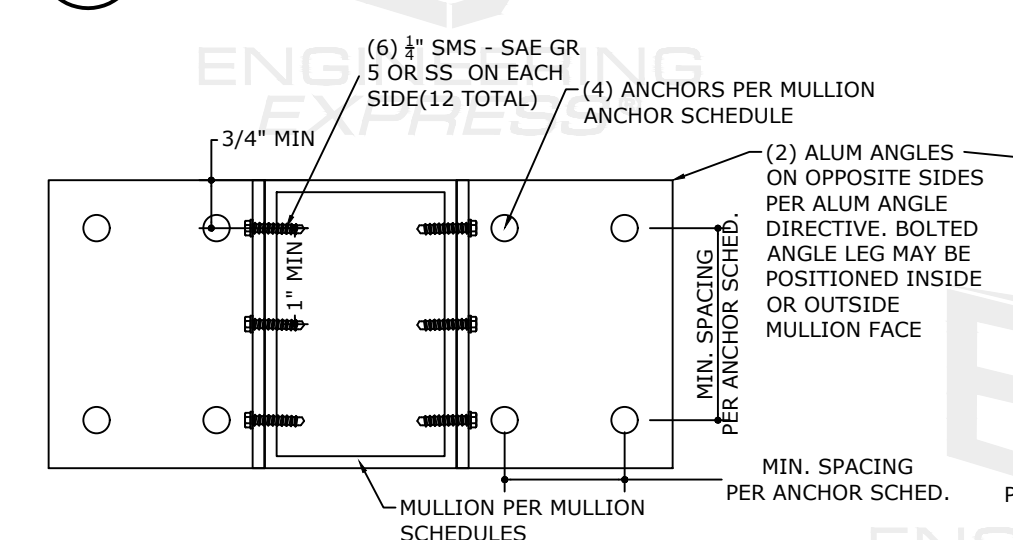 ENGINEERING
EXPRESS®
(6) 1/4" SMS - SAE GR
5 OR SS ON EACH
SIDE(12 TOTAL)
(4) ANCHORS PER MULLION
ANCHOR SCHEDULE
3/4" MIN
(2) ALUM ANGLES
ON OPPOSITE SIDES
PER ALUM ANGLE
DIRECTIVE. BOLTED
ANGLE LEG MAY BE
POSITIONED INSIDE
OR OUTSIDE
MULLION FACE
1" MIN
MIN. SPACING
PER ANCHOR SCHED.
MIN. SPACING
PER ANCHOR SCHED.
MULLION PER MULLION
SCHEDULES